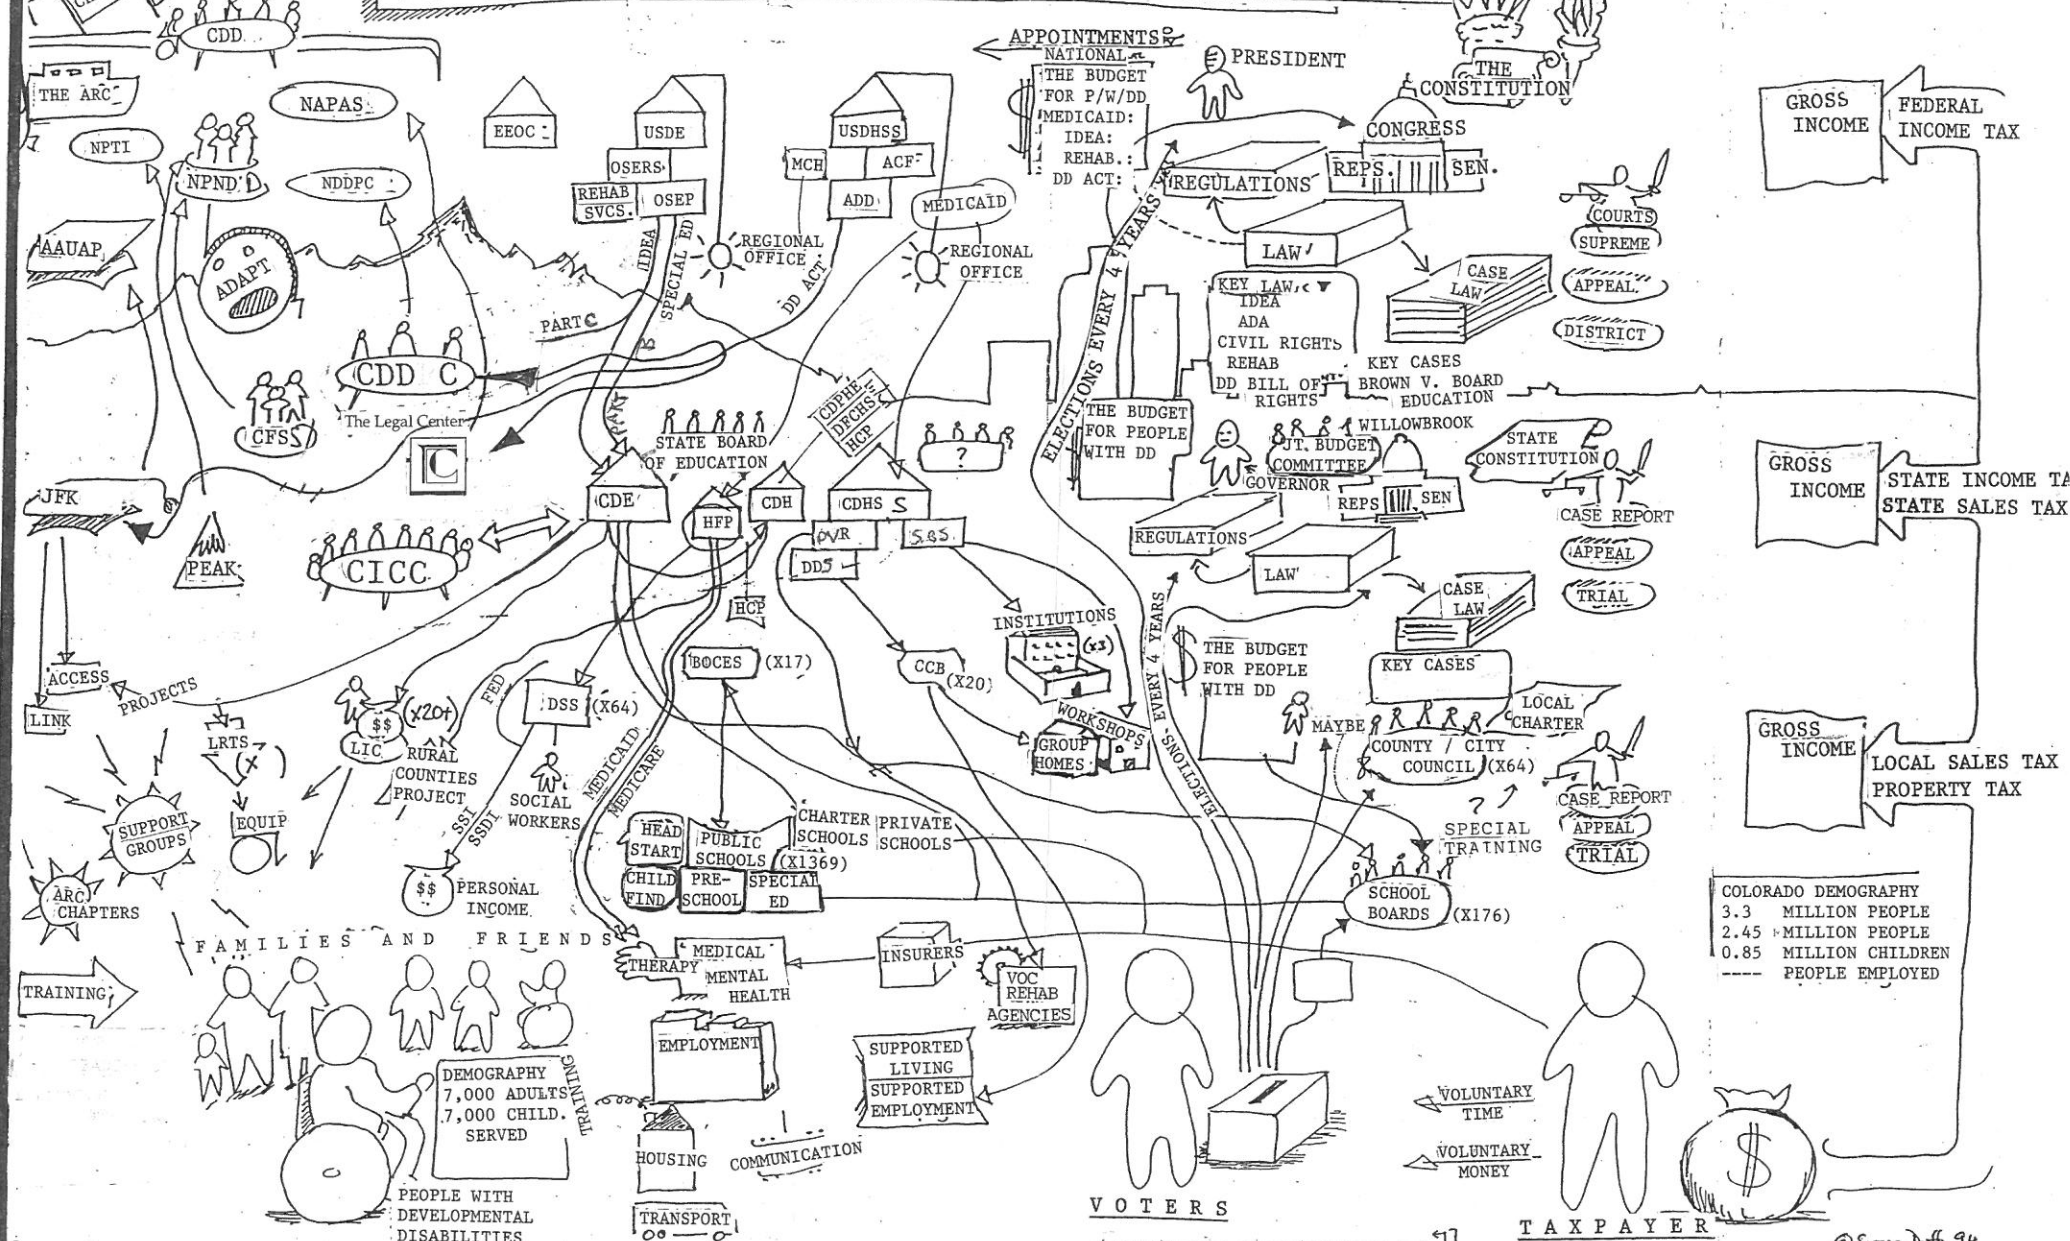 CDD
THE ARC
NPTI
NAPAS
NPND
NDDPC
AAUAP
ADAPT
EEOC
USDE
OSERS
REHAB
SVCS.
OSEP
IDEA
SPECIAL ED
REGIONAL
OFFICE
USDHSS
MCH
ACF
ADD
MEDICAID
REGIONAL
OFFICE
DD ACT
PART C
PART B
APPOINTMENTS
NATIONAL
THE BUDGET
FOR P/W/DD
MEDICAID:
IDEA:
REHAB.:
DD ACT:
PRESIDENT
THE
CONSTITUTION
CONGRESS
REPS.
SEN.
REGULATIONS
LAW
CASE
LAW
COURTS
SUPREME
APPEAL
DISTRICT
KEY LAW
IDEA
ADA
CIVIL RIGHTS
REHAB
DD BILL OF
RIGHTS
KEY CASES
BROWN V. BOARD
EDUCATION
WILLOWBROOK
GROSS
INCOME
FEDERAL
INCOME TAX
ELECTIONS EVERY 4 YEARS
CDD C
The Legal Center
LC
CFSS
JFK
PEAK
CICC
STATE BOARD
OF EDUCATION
CDE
HFP
CDH
CDPHE
DFCHS
HCP
CDHS S
DVR
DDS
S.B.S
?
HCP
THE BUDGET
FOR PEOPLE
WITH DD
JT. BUDGET
COMMITTEE
GOVERNOR
REPS
SEN
STATE
CONSTITUTION
REGULATIONS
LAW
CASE
LAW
CASE REPORT
APPEAL
TRIAL
GROSS
INCOME
STATE INCOME TA
STATE SALES TAX
ACCESS
LINK
PROJECTS
LRTS
(X7)
EQUIP
$$
(X20+)
LIC
RURAL
COUNTIES
PROJECT
FED
DSS
(X64)
SOCIAL
WORKERS
SSI
SSDI
$$
PERSONAL
INCOME
MEDICAID
MEDICARE
BOCES
(X17)
CCB
(X20)
INSTITUTIONS
(X3)
WORKSHOPS
GROUP
HOMES
ELECTIONS, EVERY 4 YEARS
ELECTIONS
$
THE BUDGET
FOR PEOPLE
WITH DD
KEY CASES
LOCAL
CHARTER
MAYBE
COUNTY / CITY
COUNCIL
(X64)
? 
SPECIAL
TRAINING
CASE REPORT
APPEAL
TRIAL
GROSS
INCOME
LOCAL SALES TAX
PROPERTY TAX
SUPPORT
GROUPS
ARC
CHAPTERS
HEAD
START
PUBLIC
SCHOOLS
(X1369)
CHARTER
SCHOOLS
PRIVATE
SCHOOLS
CHILD
FIND
PRE-
SCHOOL
SPECIAL
ED
SCHOOL
BOARDS
(X176)
COLORADO DEMOGRAPHY
3.3 MILLION PEOPLE
2.45 MILLION PEOPLE
0.85 MILLION CHILDREN
---- PEOPLE EMPLOYED
FAMILIES AND FRIENDS
TRAINING
THERAPY
MEDICAL
MENTAL
HEALTH
INSURERS
VOC
REHAB
AGENCIES
EMPLOYMENT
SUPPORTED
LIVING
SUPPORTED
EMPLOYMENT
DEMOGRAPHY
7,000 ADULTS
7,000 CHILD.
SERVED
TRAINING
HOUSING
COMMUNICATION
TRANSPORT
PEOPLE WITH
DEVELOPMENTAL
DISABILITIES
VOTERS
VOLUNTARY
TIME
VOLUNTARY
MONEY
$
TAXPAYER